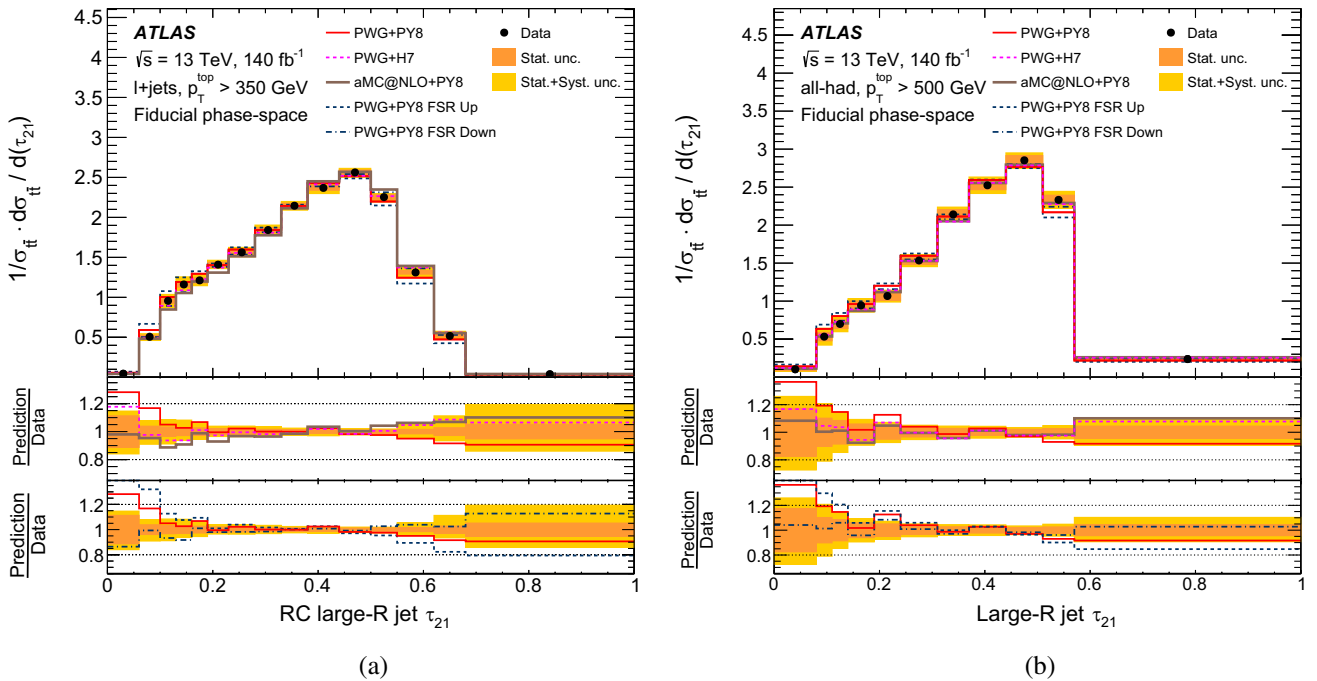 ATLAS
√s = 13 TeV, 140 fb⁻¹
l+jets, p_T^top > 350 GeV
Fiducial phase-space
PWG+PY8
PWG+H7
aMC@NLO+PY8
PWG+PY8 FSR Up
PWG+PY8 FSR Down
Data
Stat. unc.
Stat.+Syst. unc.
1/σ_tt̄ · dσ_tt̄ / d(τ₂₁)
4.5
4
3.5
3
2.5
2
1.5
1
0.5
Prediction
Data
1.2
1
0.8
Prediction
Data
1.2
1
0.8
0 0.2 0.4 0.6 0.8 1
RC large-R jet τ₂₁
(a)
ATLAS
√s = 13 TeV, 140 fb⁻¹
all-had, p_T^top > 500 GeV
Fiducial phase-space
PWG+PY8
PWG+H7
aMC@NLO+PY8
PWG+PY8 FSR Up
PWG+PY8 FSR Down
Data
Stat. unc.
Stat.+Syst. unc.
1/σ_tt̄ · dσ_tt̄ / d(τ₂₁)
4.5
4
3.5
3
2.5
2
1.5
1
0.5
Prediction
Data
1.2
1
0.8
Prediction
Data
1.2
1
0.8
0 0.2 0.4 0.6 0.8 1
Large-R jet τ₂₁
(b)